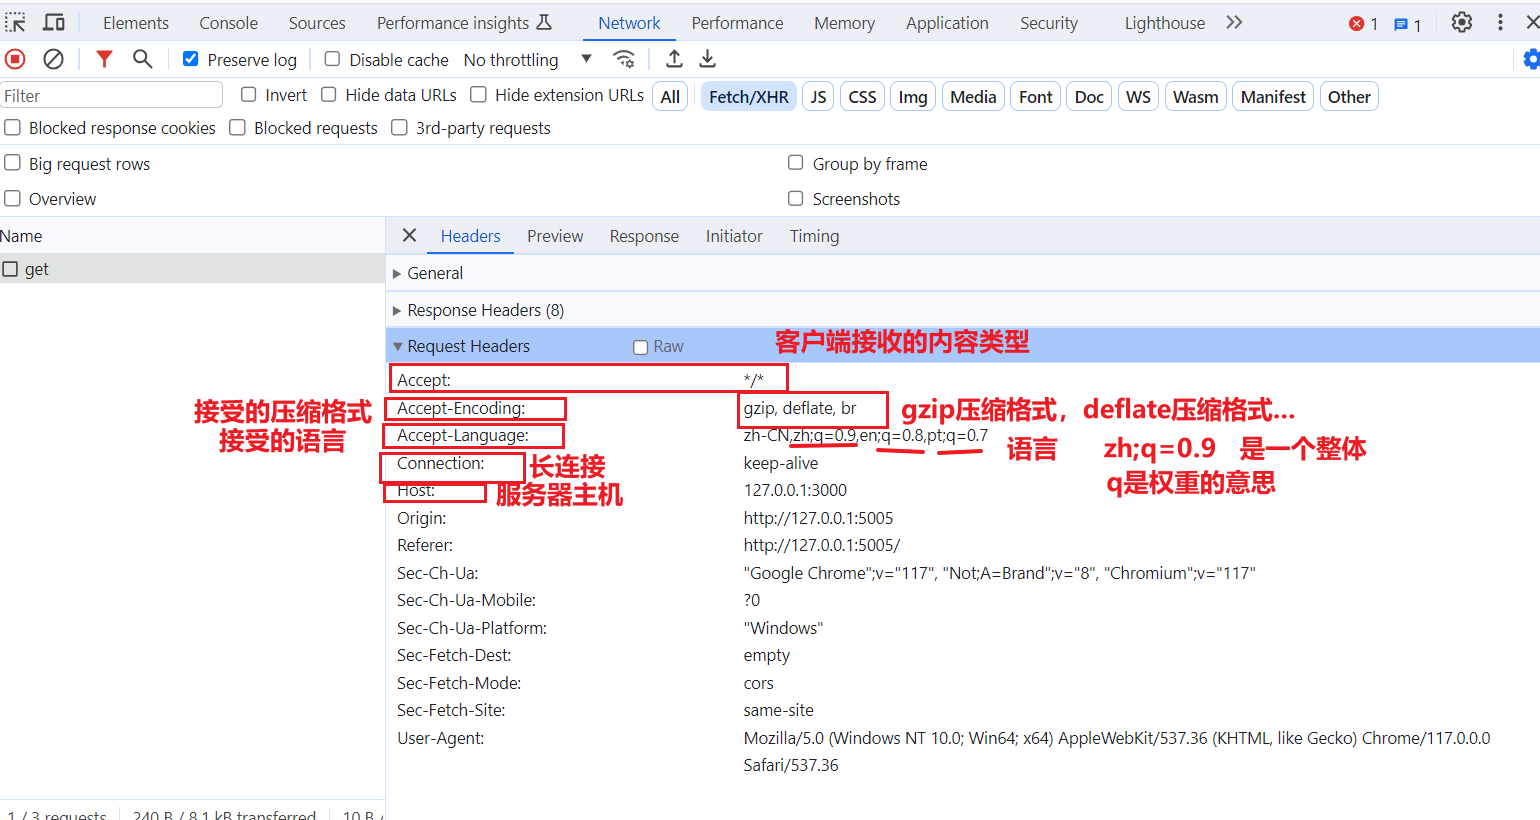 Elements Console Sources Performance insights Network Performance Memory Application Security Lighthouse 1 1
Preserve log Disable cache No throttling
Filter Invert Hide data URLs Hide extension URLs All Fetch/XHR JS CSS Img Media Font Doc WS Wasm Manifest Other
Blocked response cookies Blocked requests 3rd-party requests
Big request rows Group by frame
Overview Screenshots
Name Headers Preview Response Initiator Timing
get General
Response Headers (8)
Request Headers Raw 客户端接收的内容类型
Accept: */*
接受的压缩格式 Accept-Encoding: gzip, deflate, br gzip压缩格式，deflate压缩格式...
接受的语言 Accept-Language: zh-CN,zh;q=0.9,en;q=0.8,pt;q=0.7 语言 zh;q=0.9 是一个整体
Connection: 长连接 keep-alive
q是权重的意思
Host: 服务器主机 127.0.0.1:3000
Origin: http://127.0.0.1:5005
Referer: http://127.0.0.1:5005/
Sec-Ch-Ua: "Google Chrome";v="117", "Not;A=Brand";v="8", "Chromium";v="117"
Sec-Ch-Ua-Mobile: ?0
Sec-Ch-Ua-Platform: "Windows"
Sec-Fetch-Dest: empty
Sec-Fetch-Mode: cors
Sec-Fetch-Site: same-site
User-Agent: Mozilla/5.0 (Windows NT 10.0; Win64; x64) AppleWebKit/537.36 (KHTML, like Gecko) Chrome/117.0.0.0
Safari/537.36
1 / 3 requests 240 B / 8.1 kB transferred 10 B /